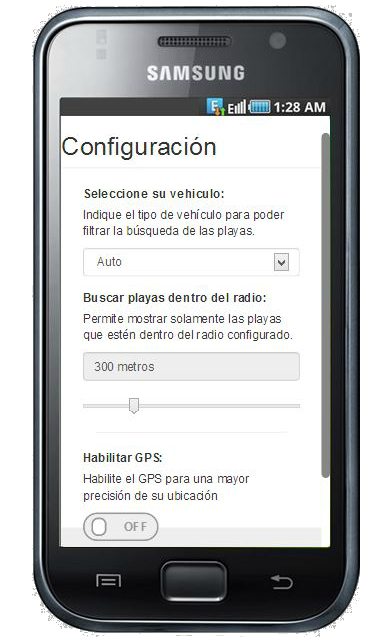 SAMSUNG
E 1:28 AM
Configuración
Seleccione su vehiculo:
Indique el tipo de vehículo para poder
filtrar la búsqueda de las playas.
Auto
Buscar playas dentro del radio:
Permite mostrar solamente las playas
que estén dentro del radio configurado.
300 metros
Habilitar GPS:
Habilite el GPS para una mayor
precisión de su ubicación
OFF